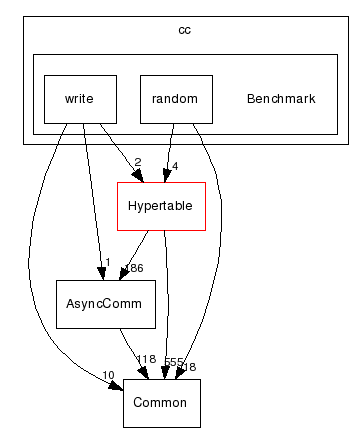 cc
write
random
Benchmark
2
4
Hypertable
1
186
AsyncComm
118
555
18
10
Common